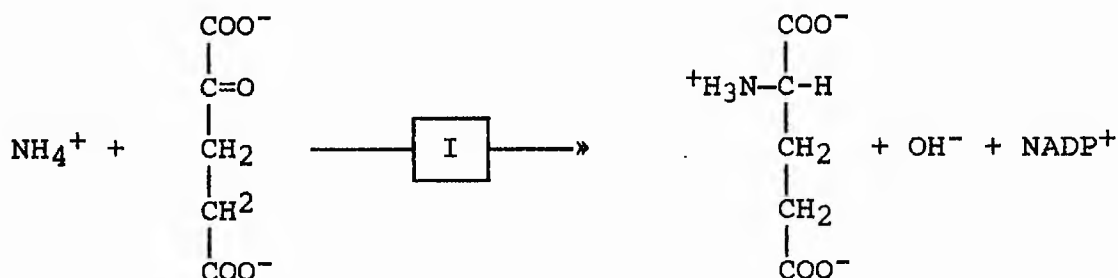 COO⁻ COO⁻
C=O ⁺H₃N–C–H
NH₄⁺ + CH₂ I CH₂ + OH⁻ + NADP⁺
CH² CH₂
COO⁻ COO⁻